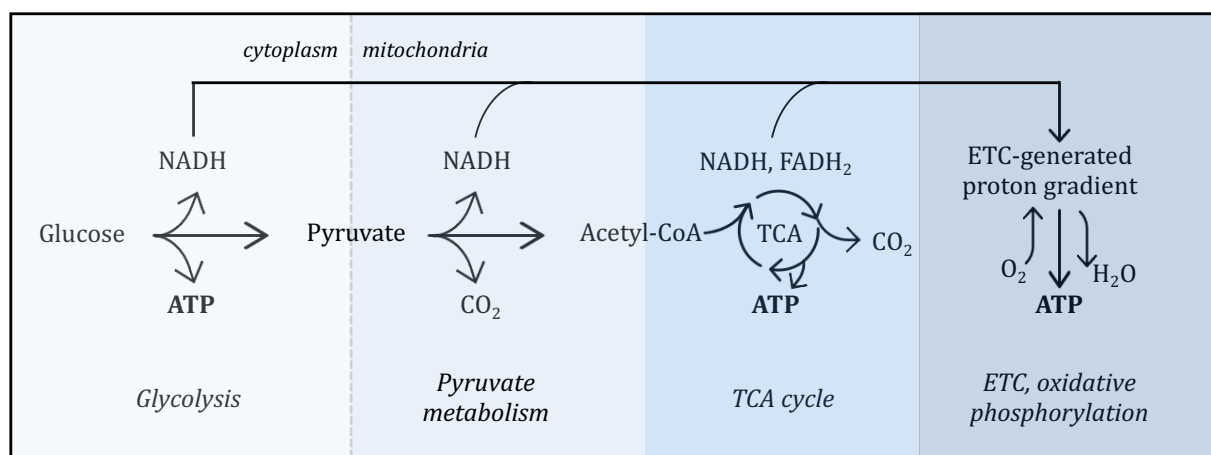 cytoplasm mitochondria
NADH
NADH
NADH, FADH₂
ETC-generated
proton gradient
Glucose
Pyruvate
Acetyl-CoA
TCA
CO₂
O₂
H₂O
ATP
CO₂
ATP
ATP
Glycolysis
Pyruvate
metabolism
TCA cycle
ETC, oxidative
phosphorylation